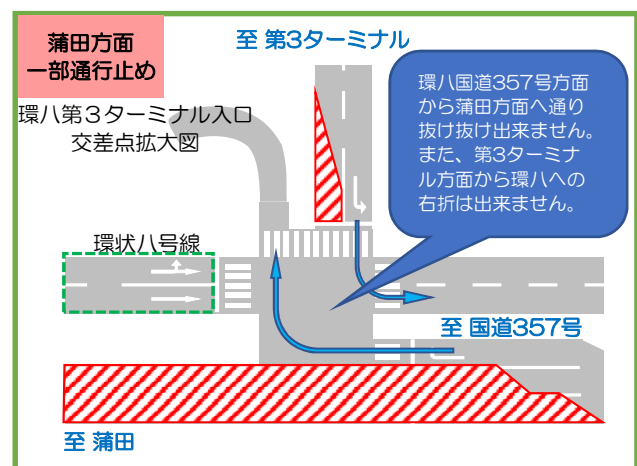 蒲田方面
一部通行止め
至 第3ターミナル
環八第３ターミナル入口
交差点拡大図
環八国道357号方面
から蒲田方面へ通り
抜け抜け出来ません。
また、第3ターミナ
ル方面から環八への
右折は出来ません。
環状八号線
至 国道357号
至 蒲田